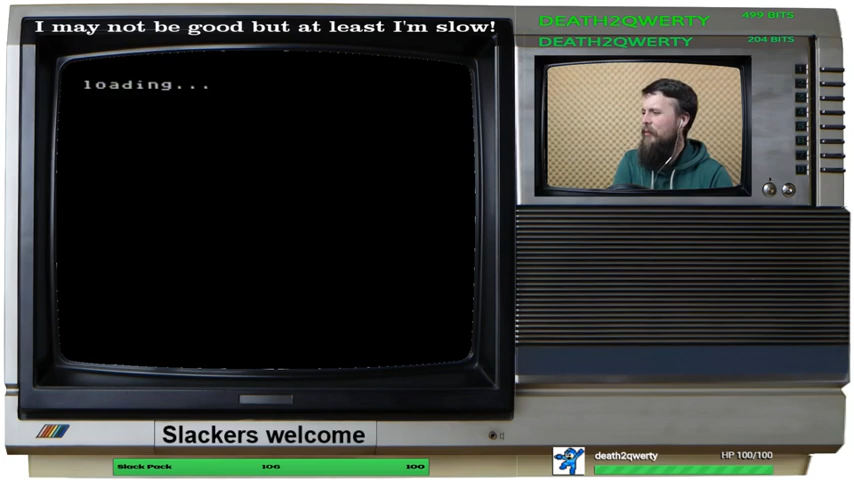 I may not be good but at least I'm slow!
DEATH2QWERTY 499 BITS
DEATH2QWERTY 204 BITS
loading...
Slackers welcome
Slack Pack 106 100
death2qwerty HP 100/100